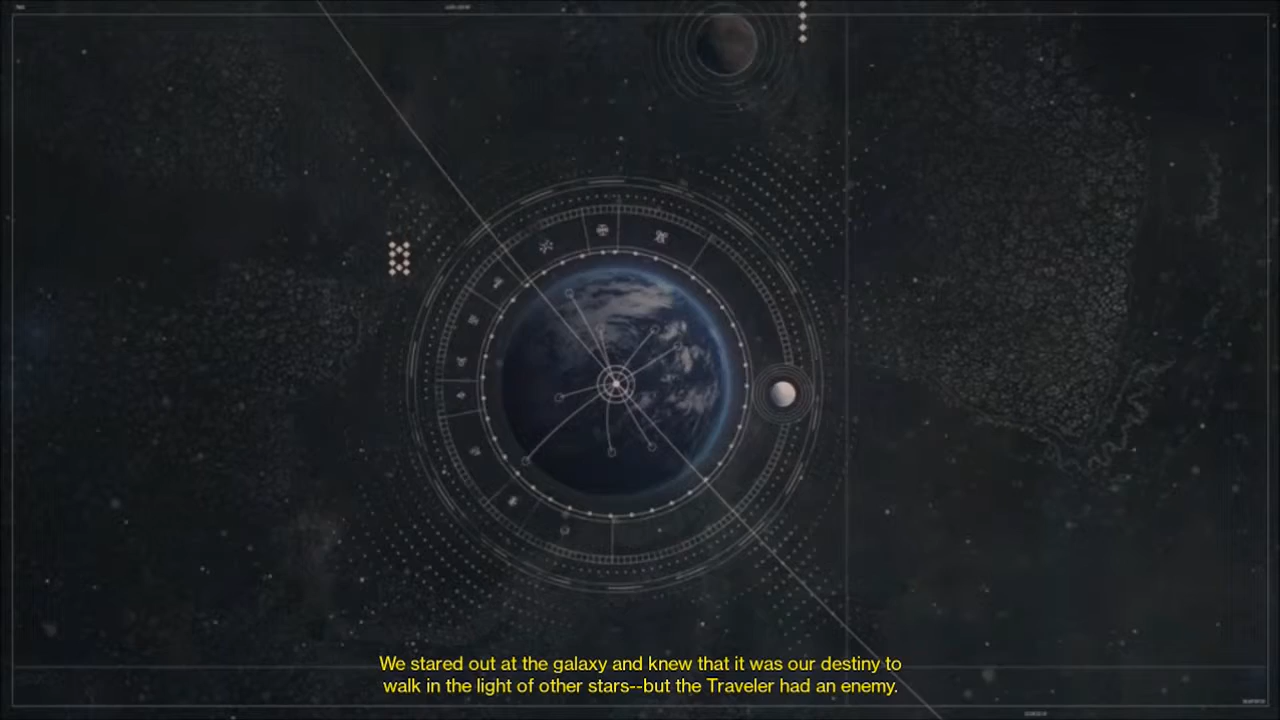 We stared out at the galaxy and knew that it was our destiny to
walk in the light of other stars--but the Traveler had an enemy.